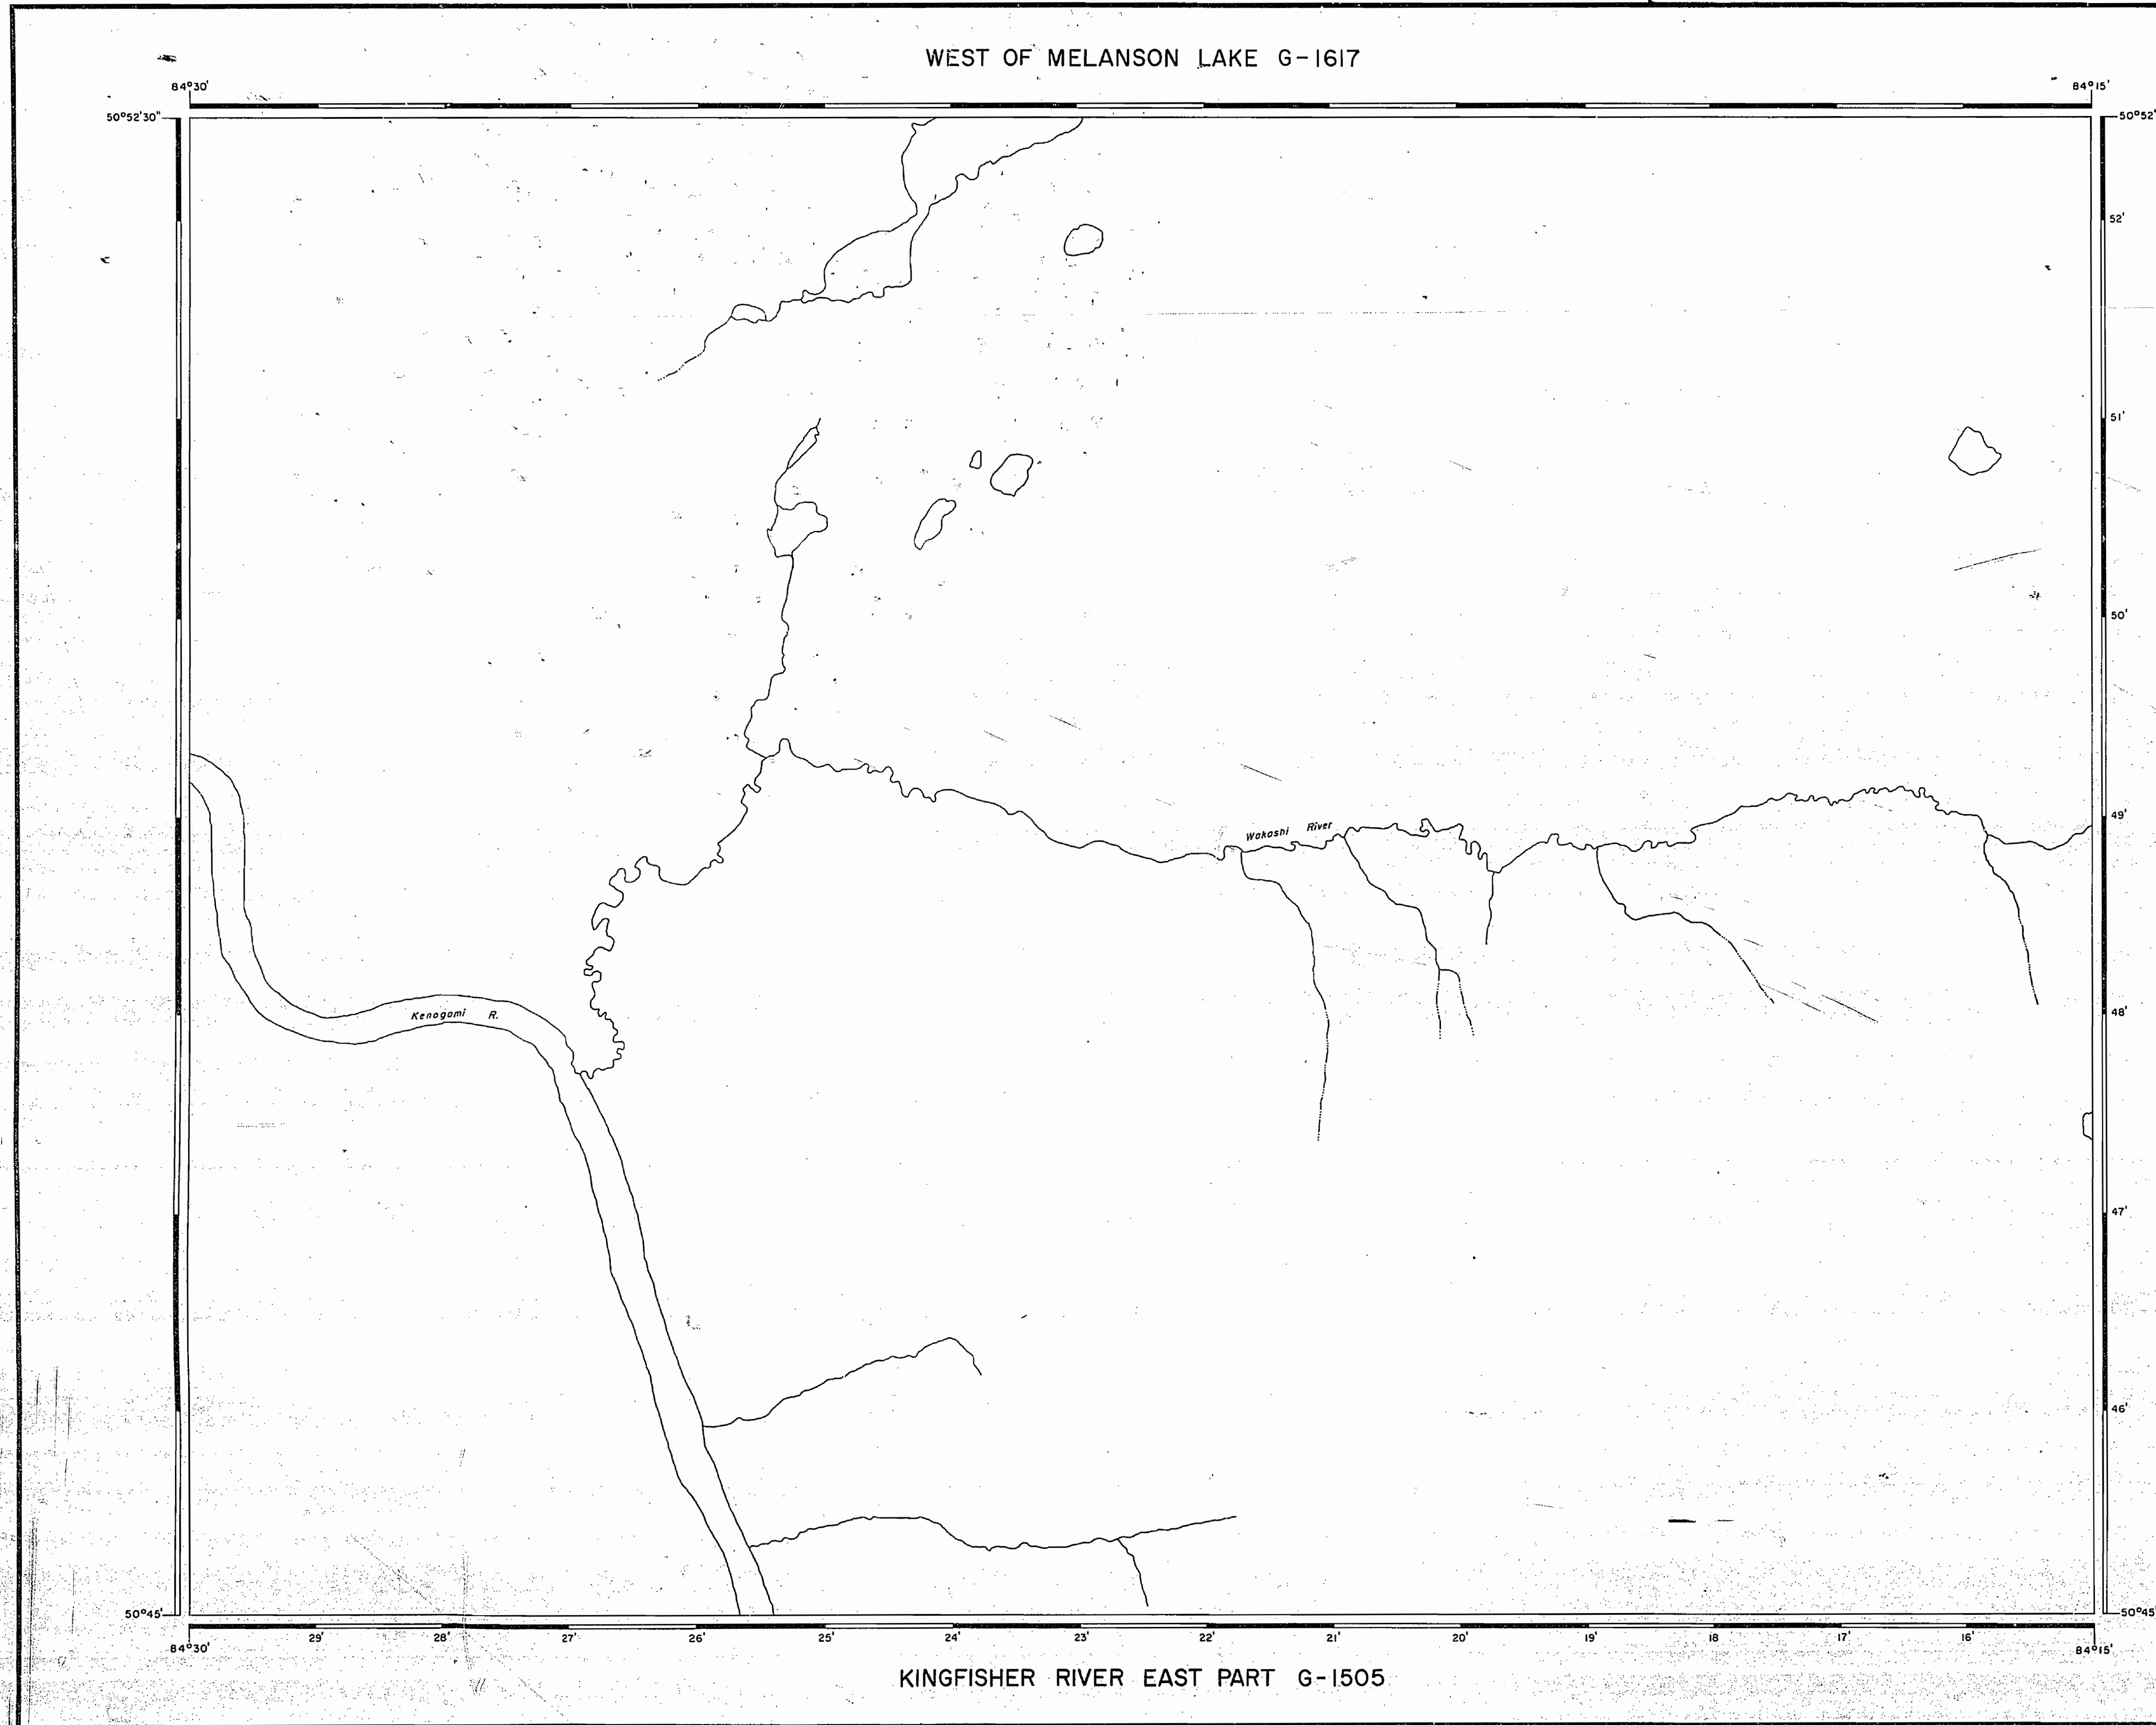 WEST OF MELANSON LAKE G-1617
84°30' 84°15'
50°52'30" 50°52'
52'
51'
50'
49'
Wakashi River
48'
Kenogami R.
47'
46'
50°45' 50°45'
84°30' 29' 28' 27' 26' 25' 24' 23' 22' 21' 20' 19' 18 17' 16' 84°15'
KINGFISHER RIVER EAST PART G-1505